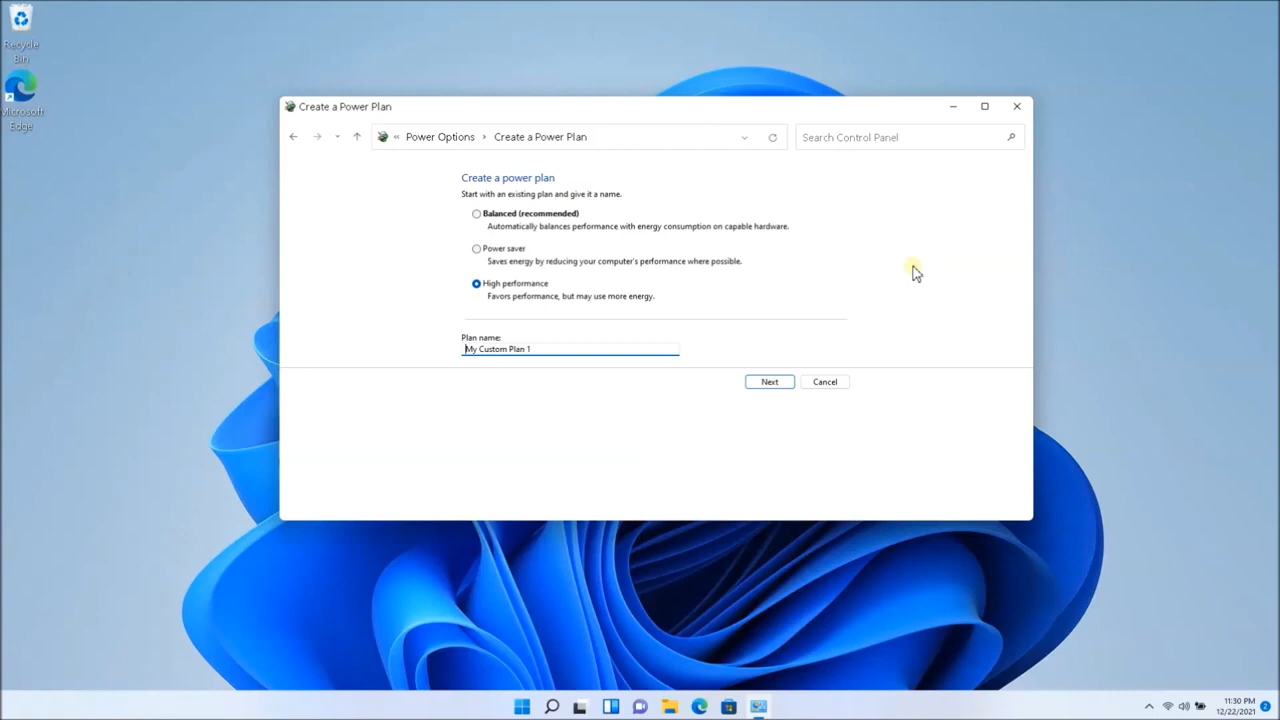 Recycle
Bin
Microsoft
Edge
Create a Power Plan
« Power Options > Create a Power Plan
Search Control Panel
Create a power plan
Start with an existing plan and give it a name.
Balanced (recommended)
Automatically balances performance with energy consumption on capable hardware.
Power saver
Saves energy by reducing your computer's performance where possible.
High performance
Favors performance, but may use more energy.
Plan name:
My Custom Plan 1
Next
Cancel
11:30 PM
12/22/2021
2